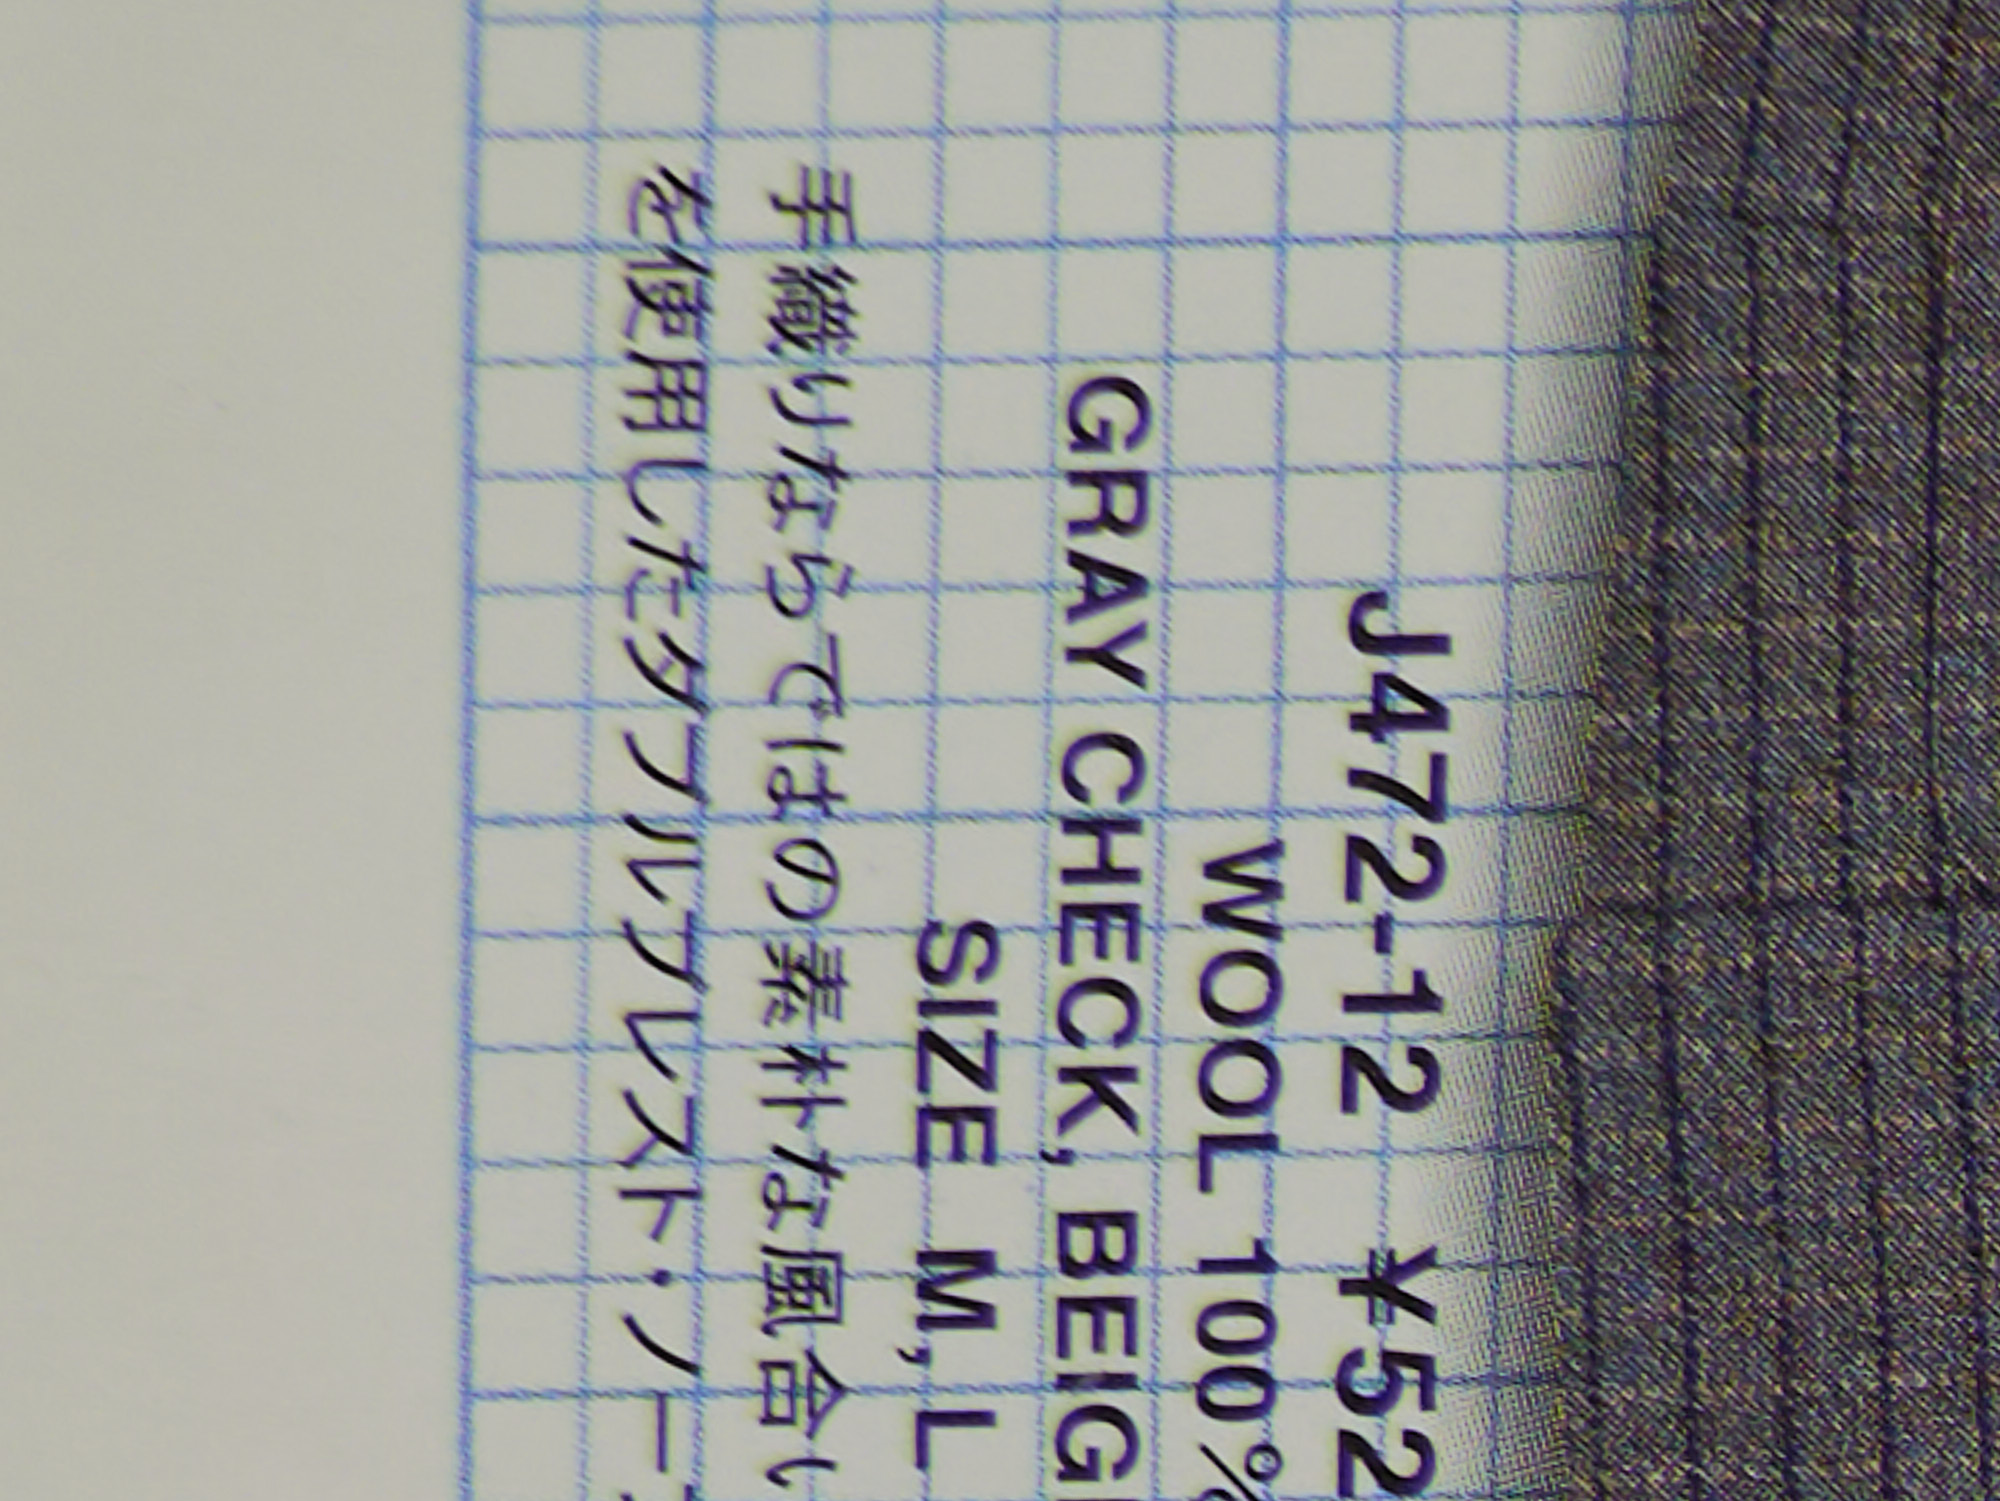 J472-12 ¥52
WOOL 100%
GRAY CHECK, BEIG
SIZE M, L
手織りならではの素朴な風合い
を使用したダブルブレスト・ノー